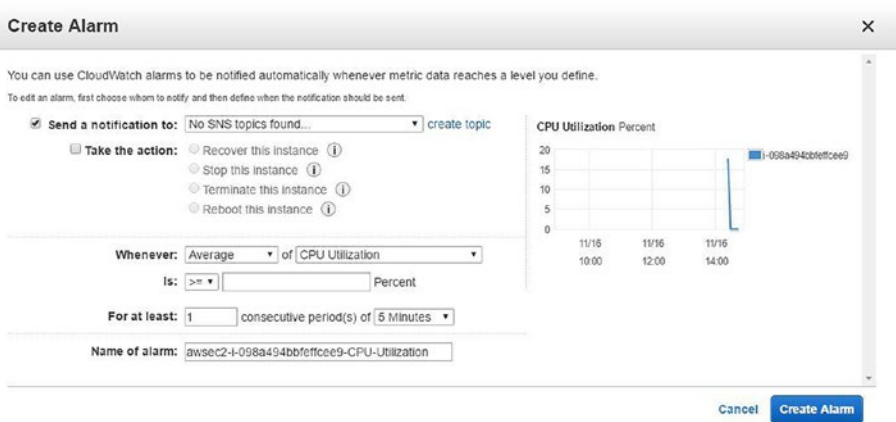 Create Alarm
You can use CloudWatch alarms to be notified automatically whenever metric data reaches a level you define.
To edit an alarm, first choose whom to notify and then define when the notification should be sent.
Send a notification to: No SNS topics found... create topic
Take the action: Recover this instance
Stop this instance
Terminate this instance
Reboot this instance
Whenever: Average of CPU Utilization
Is: >= Percent
For at least: 1 consecutive period(s) of 5 Minutes
Name of alarm: awsec2-i-098a494bbfeffcee9-CPU-Utilization
CPU Utilization Percent
20
15
10
5
0
11/16 11/16 11/16
10:00 12:00 14:00
i-098a494bbfeffcee9
Cancel Create Alarm